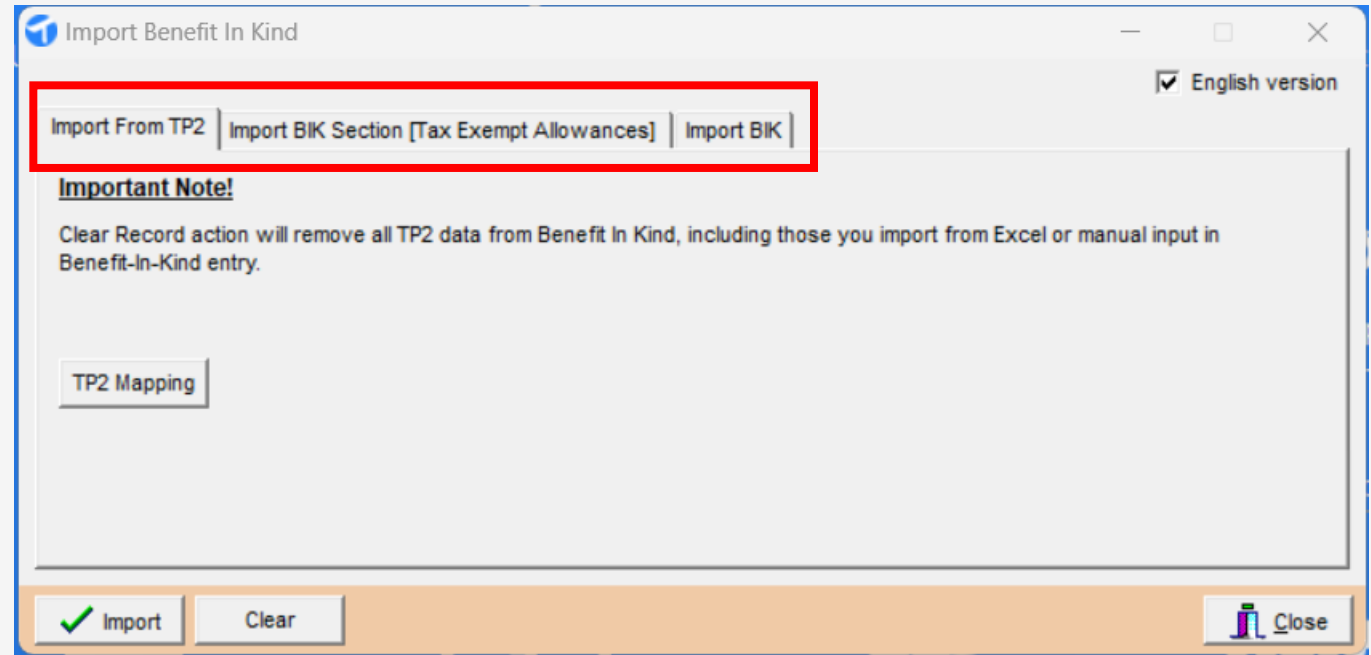 Import Benefit In Kind
English version
Import From TP2 Import BIK Section [Tax Exempt Allowances] Import BIK
Important Note!
Clear Record action will remove all TP2 data from Benefit In Kind, including those you import from Excel or manual input in
Benefit-In-Kind entry.
TP2 Mapping
Import Clear Close